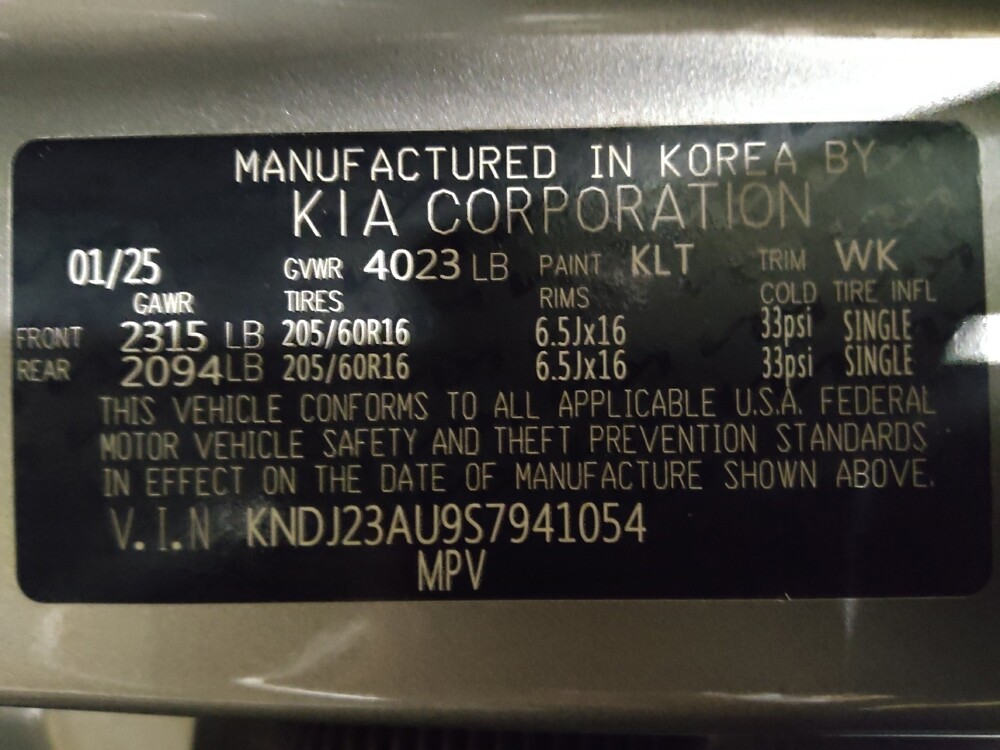 MANUFACTURED IN KOREA BY
KIA CORPORATION
01/25 GVWR 4023 LB PAINT KLT TRIM WK
GAWR TIRES RIMS COLD TIRE INFL
FRONT 2315 LB 205/60R16 6.5Jx16 33psi SINGLE
REAR 2094LB 205/60R16 6.5Jx16 33psi SINGLE
THIS VEHICLE CONFORMS TO ALL APPLICABLE U.S.A. FEDERAL
MOTOR VEHICLE SAFETY AND THEFT PREVENTION STANDARDS
IN EFFECT ON THE DATE OF MANUFACTURE SHOWN ABOVE.
V.I.N KNDJ23AU9S7941054
MPV